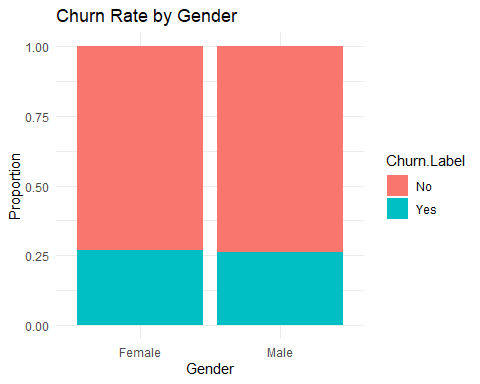 Churn Rate by Gender
1.00
0.75
0.50
0.25
0.00
Proportion
Female
Male
Gender
Churn.Label
No
Yes